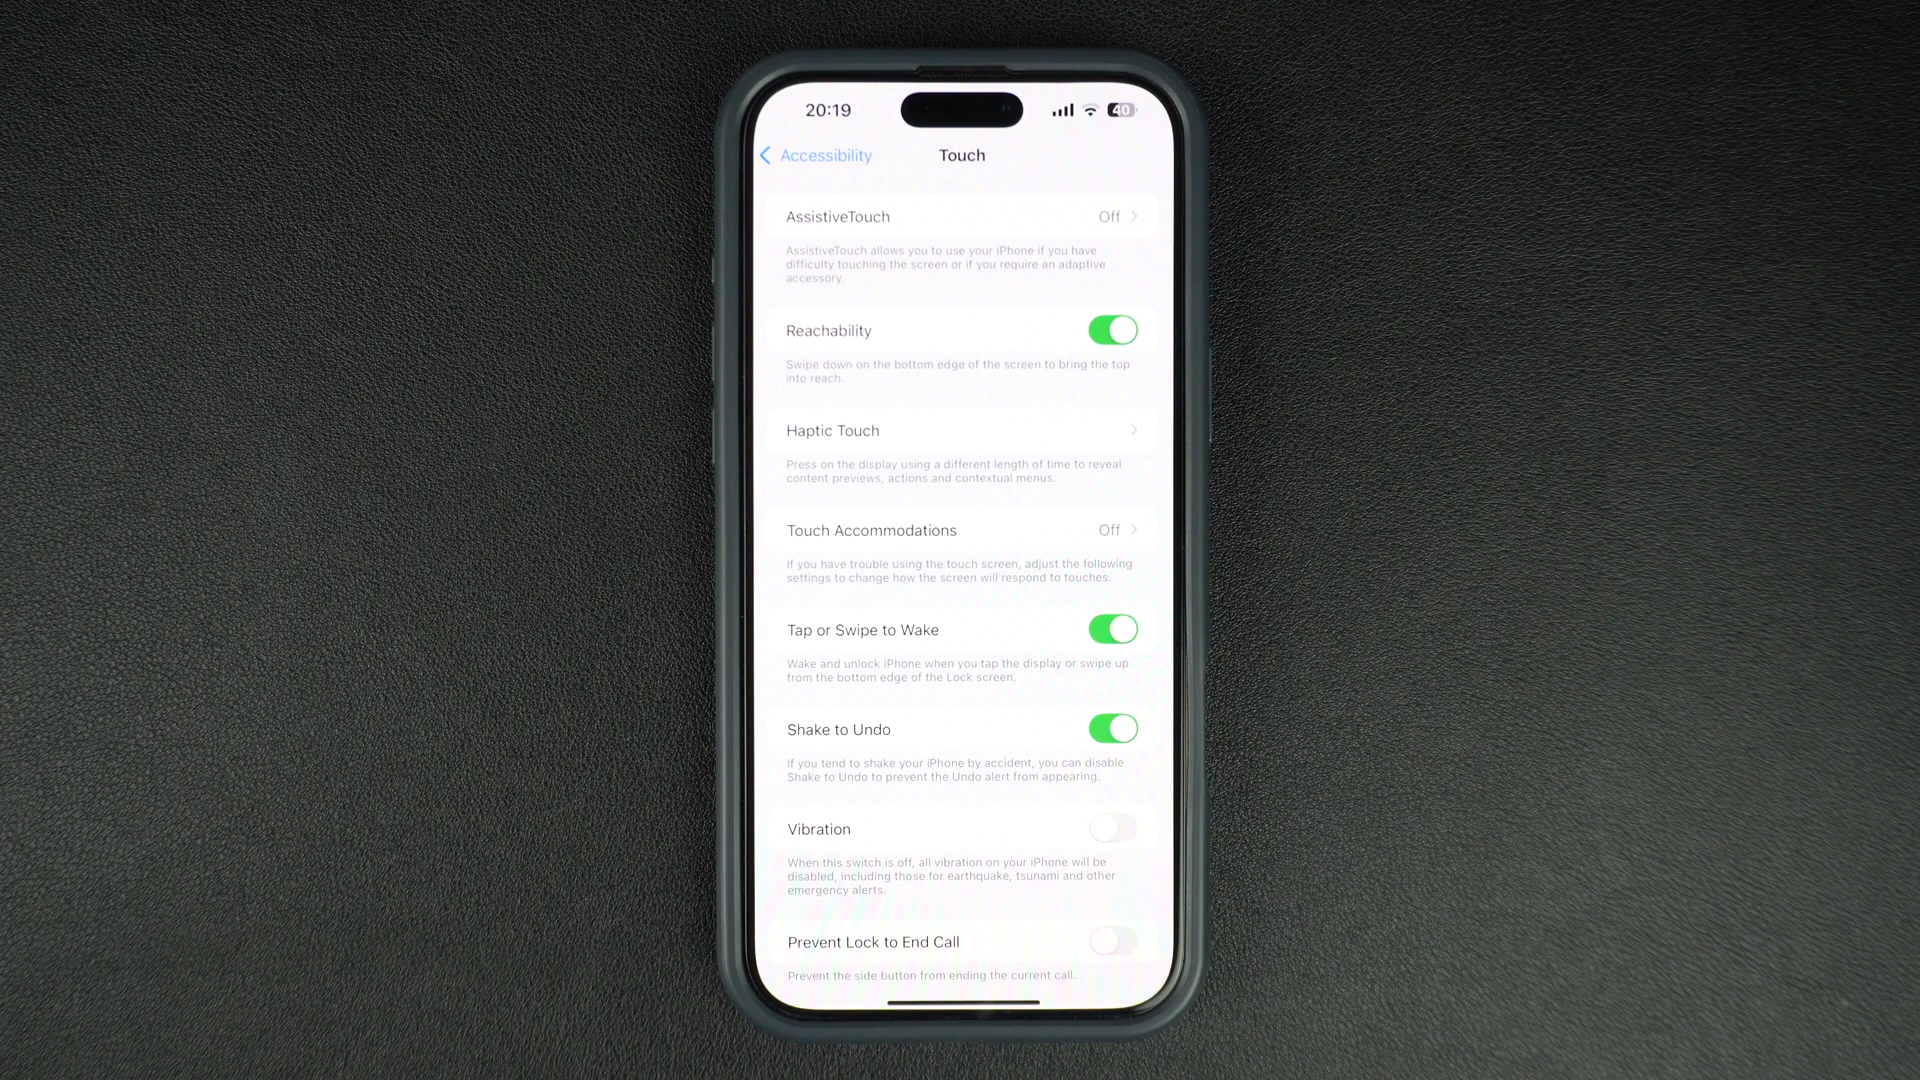 20:19
40
Accessibility
Touch
AssistiveTouch
Off
AssistiveTouch allows you to use your iPhone if you have
difficulty touching the screen or if you require an adaptive
accessory.
Reachability
Swipe down on the bottom edge of the screen to bring the top
into reach.
Haptic Touch
Press on the display using a different length of time to reveal
content previews, actions and contextual menus.
Touch Accommodations
Off
If you have trouble using the touch screen, adjust the following
settings to change how the screen will respond to touches.
Tap or Swipe to Wake
Wake and unlock iPhone when you tap the display or swipe up
from the bottom edge of the Lock screen.
Shake to Undo
If you tend to shake your iPhone by accident, you can disable
Shake to Undo to prevent the Undo alert from appearing.
Vibration
When this switch is off, all vibration on your iPhone will be
disabled, including those for earthquake, tsunami and other
emergency alerts.
Prevent Lock to End Call
Prevent the side button from ending the current call.